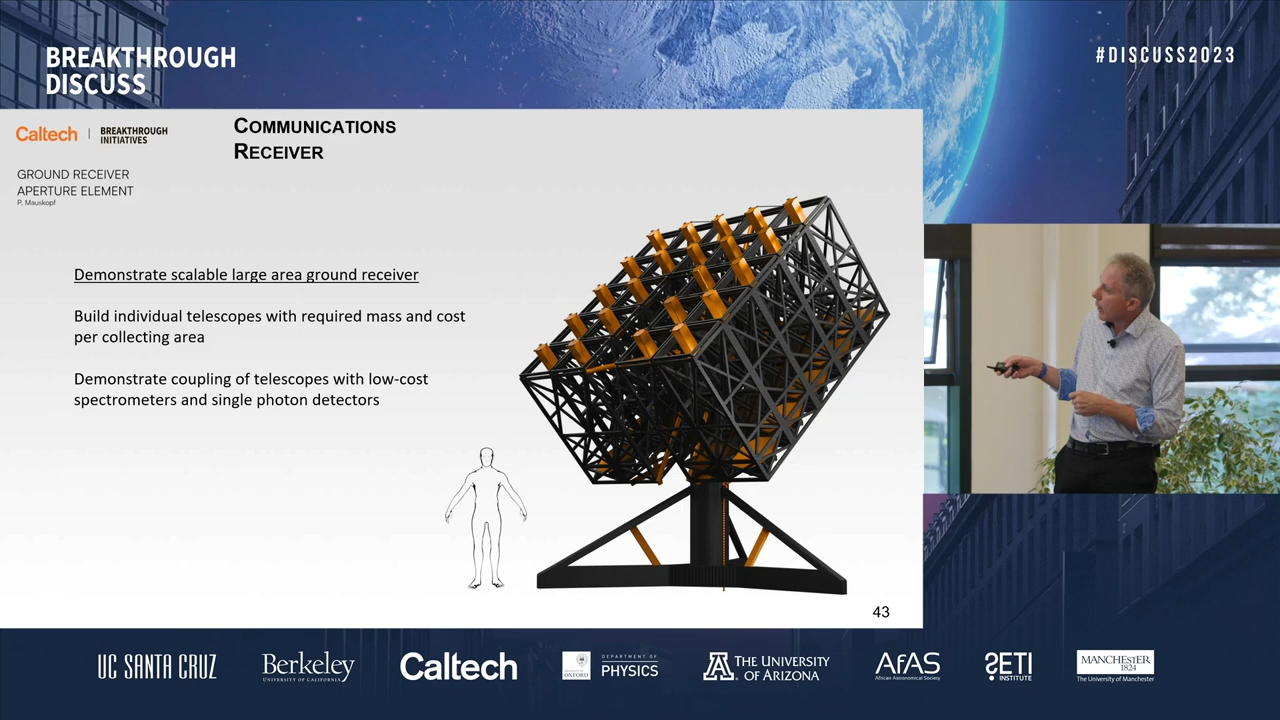 BREAKTHROUGH
DISCUSS
#DISCUSS2023
Caltech | BREAKTHROUGH
INITIATIVES
GROUND RECEIVER
APERTURE ELEMENT
P. Mauskopf
COMMUNICATIONS
RECEIVER
Demonstrate scalable large area ground receiver
Build individual telescopes with required mass and cost
per collecting area
Demonstrate coupling of telescopes with low-cost
spectrometers and single photon detectors
43
UC SANTA CRUZ
Berkeley
UNIVERSITY OF CALIFORNIA
Caltech
OXFORD
DEPARTMENT OF
PHYSICS
THE UNIVERSITY
OF ARIZONA
AfAS
African Astronomical Society
SETI
INSTITUTE
MANCHESTER
1824
The University of Manchester